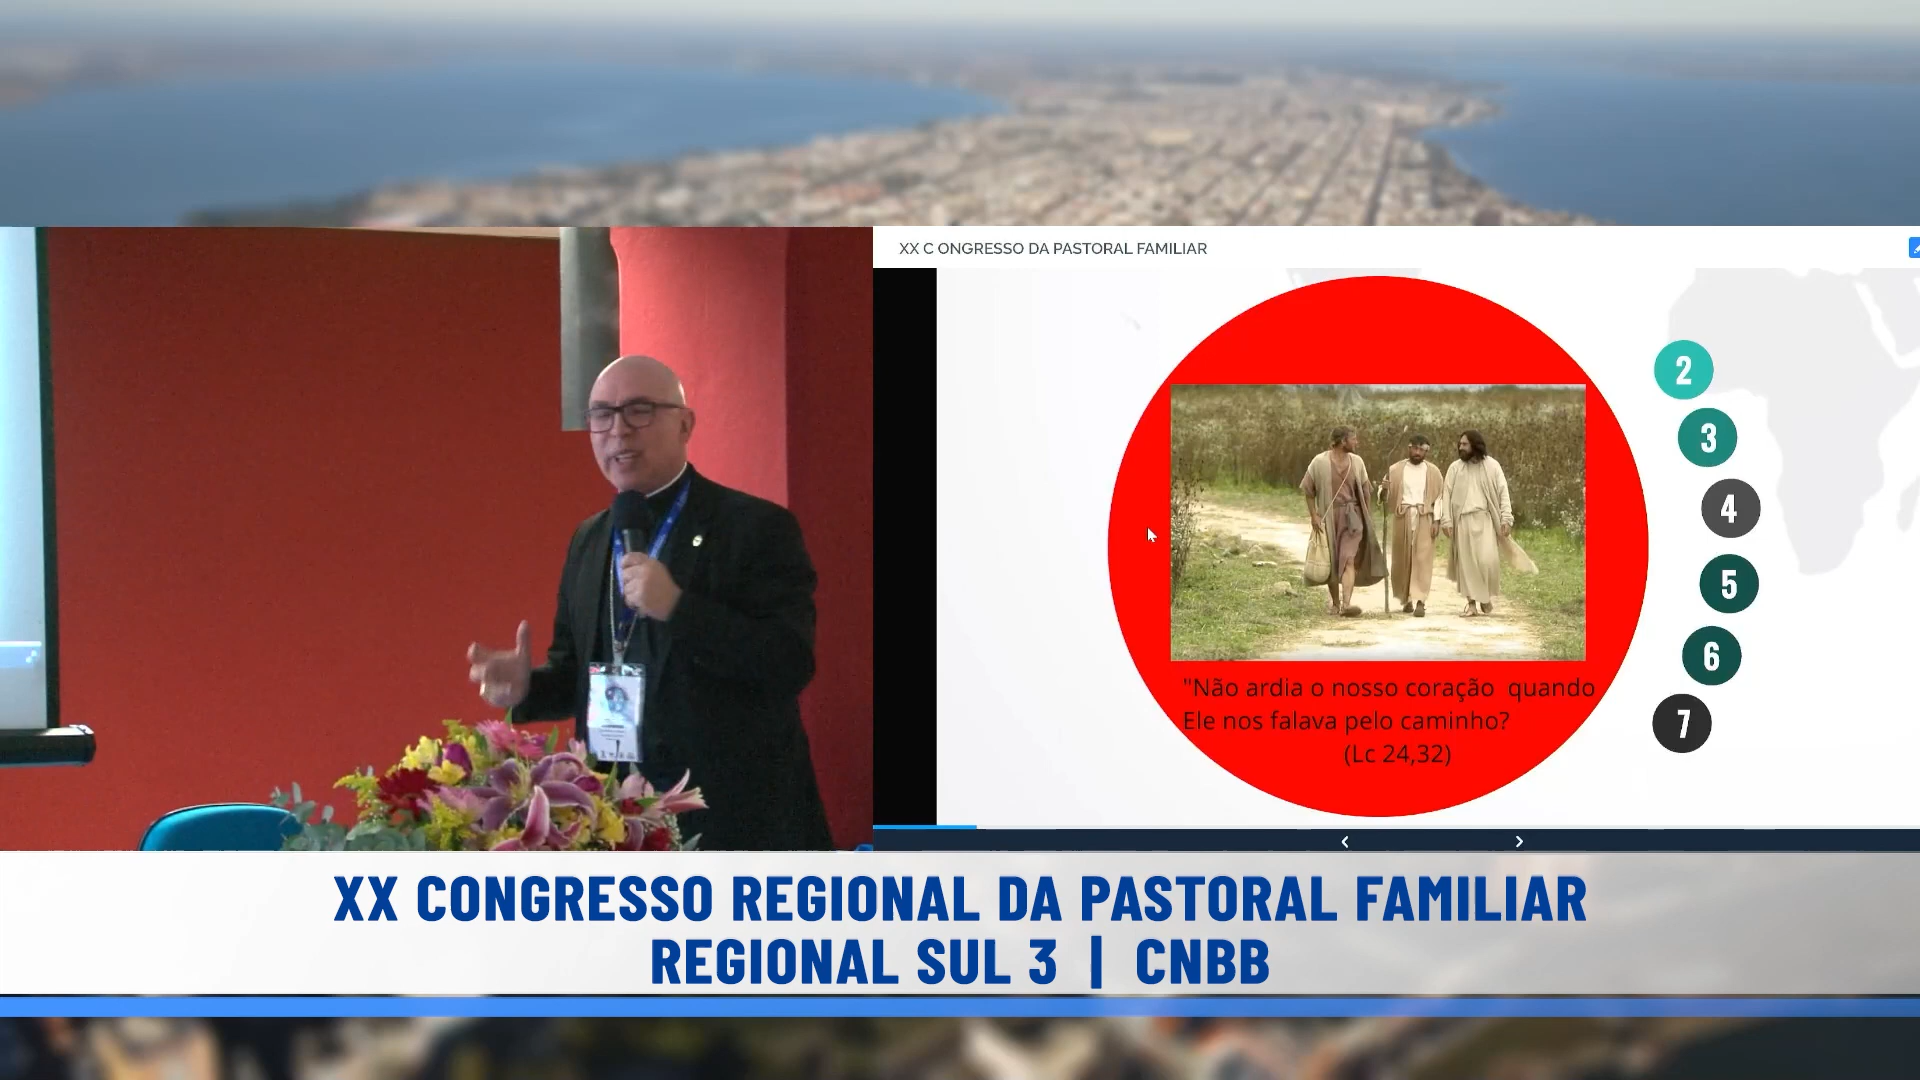 XX C ONGRESSO DA PASTORAL FAMILIAR
2
3
4
5
6
7
"Não ardia o nosso coração quando
Ele nos falava pelo caminho?
(Lc 24,32)
XX CONGRESSO REGIONAL DA PASTORAL FAMILIAR
REGIONAL SUL 3 | CNBB